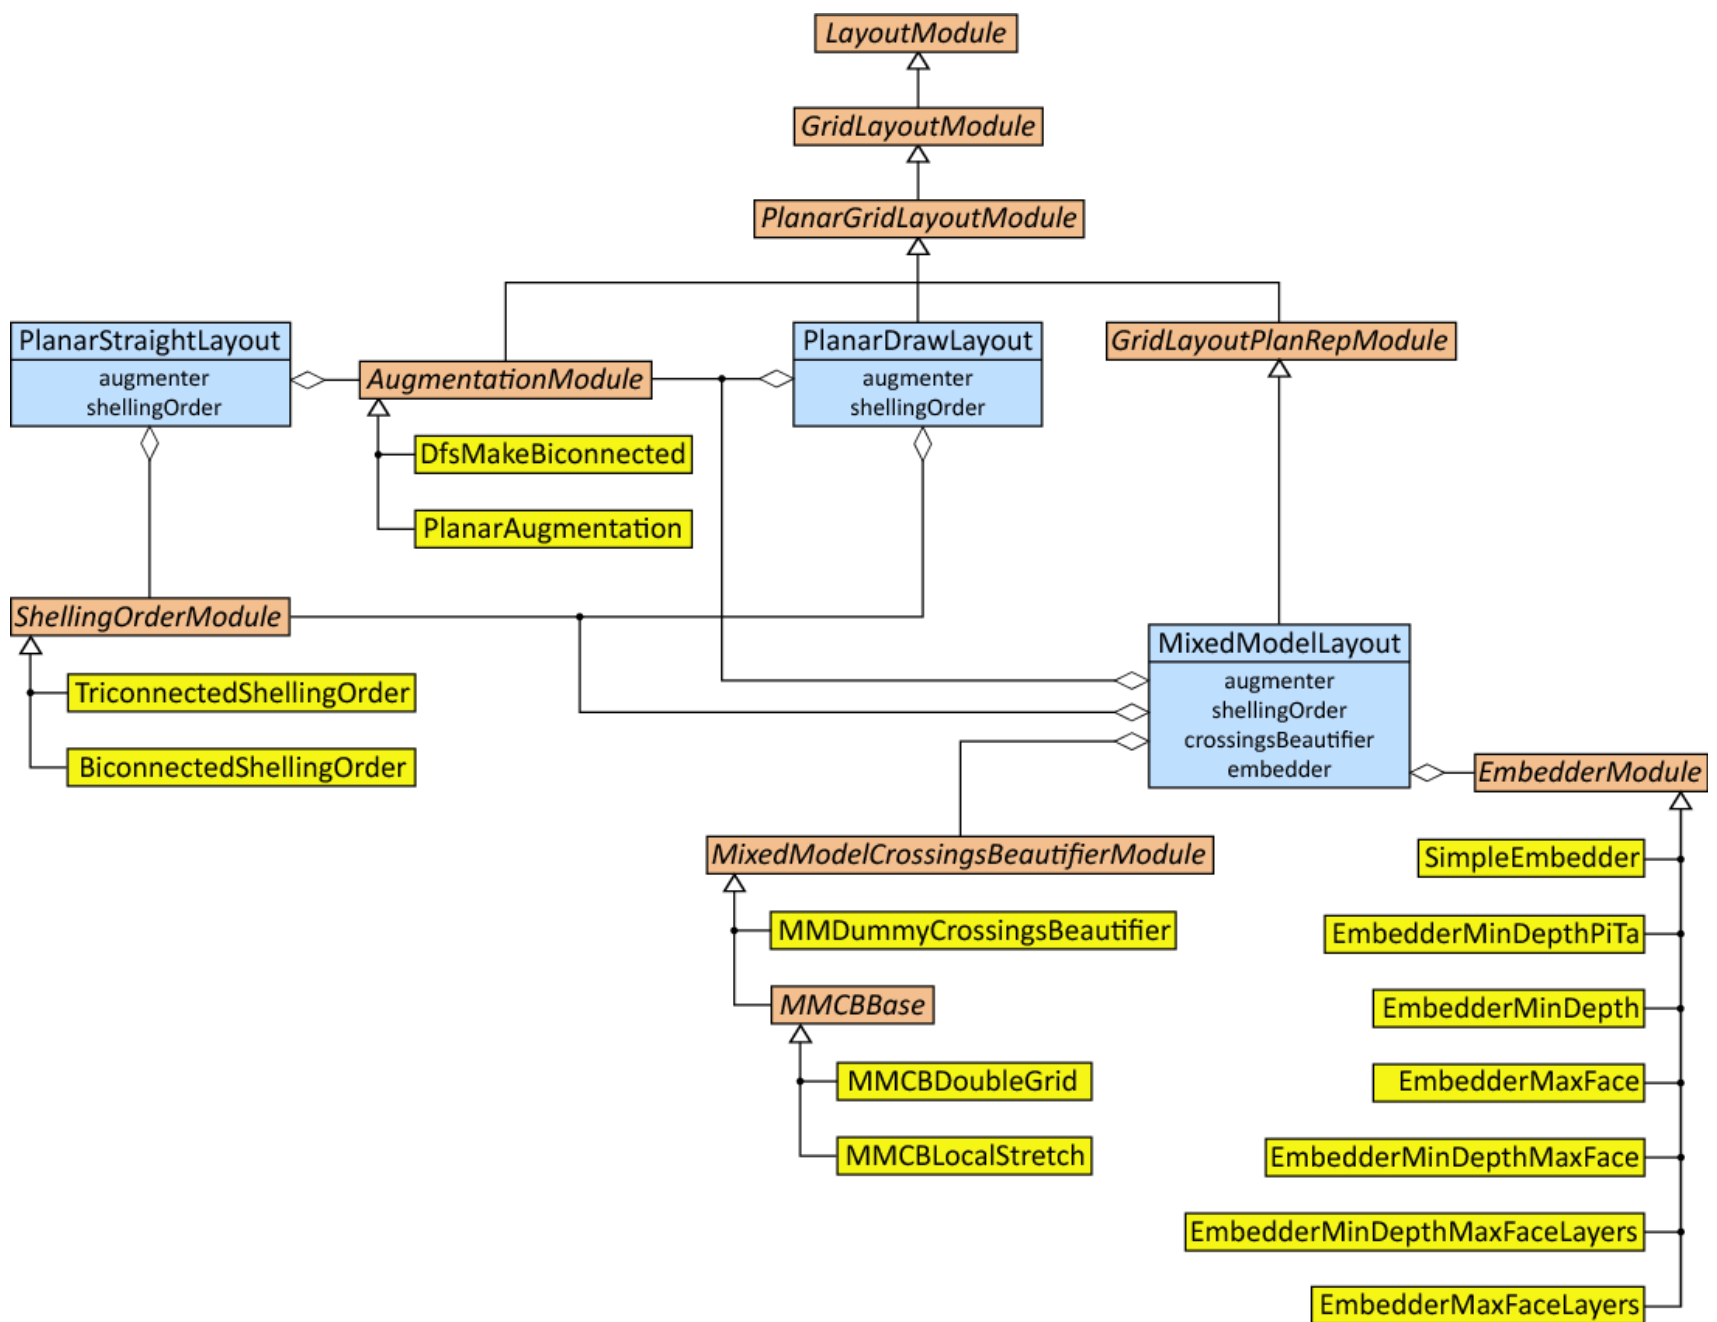 LayoutModule
GridLayoutModule
PlanarGridLayoutModule
PlanarStraightLayout
augmenter
shellingOrder
AugmentationModule
DfsMakeBiconnected
PlanarAugmentation
PlanarDrawLayout
augmenter
shellingOrder
GridLayoutPlanRepModule
ShellingOrderModule
TriconnectedShellingOrder
BiconnectedShellingOrder
MixedModelLayout
augmenter
shellingOrder
crossingsBeautifier
embedder
EmbedderModule
MixedModelCrossingsBeautifierModule
MMDummyCrossingsBeautifier
MMCBBase
MMCBDoubleGrid
MMCBLocalStretch
SimpleEmbedder
EmbedderMinDepthPiTa
EmbedderMinDepth
EmbedderMaxFace
EmbedderMinDepthMaxFace
EmbedderMinDepthMaxFaceLayers
EmbedderMaxFaceLayers